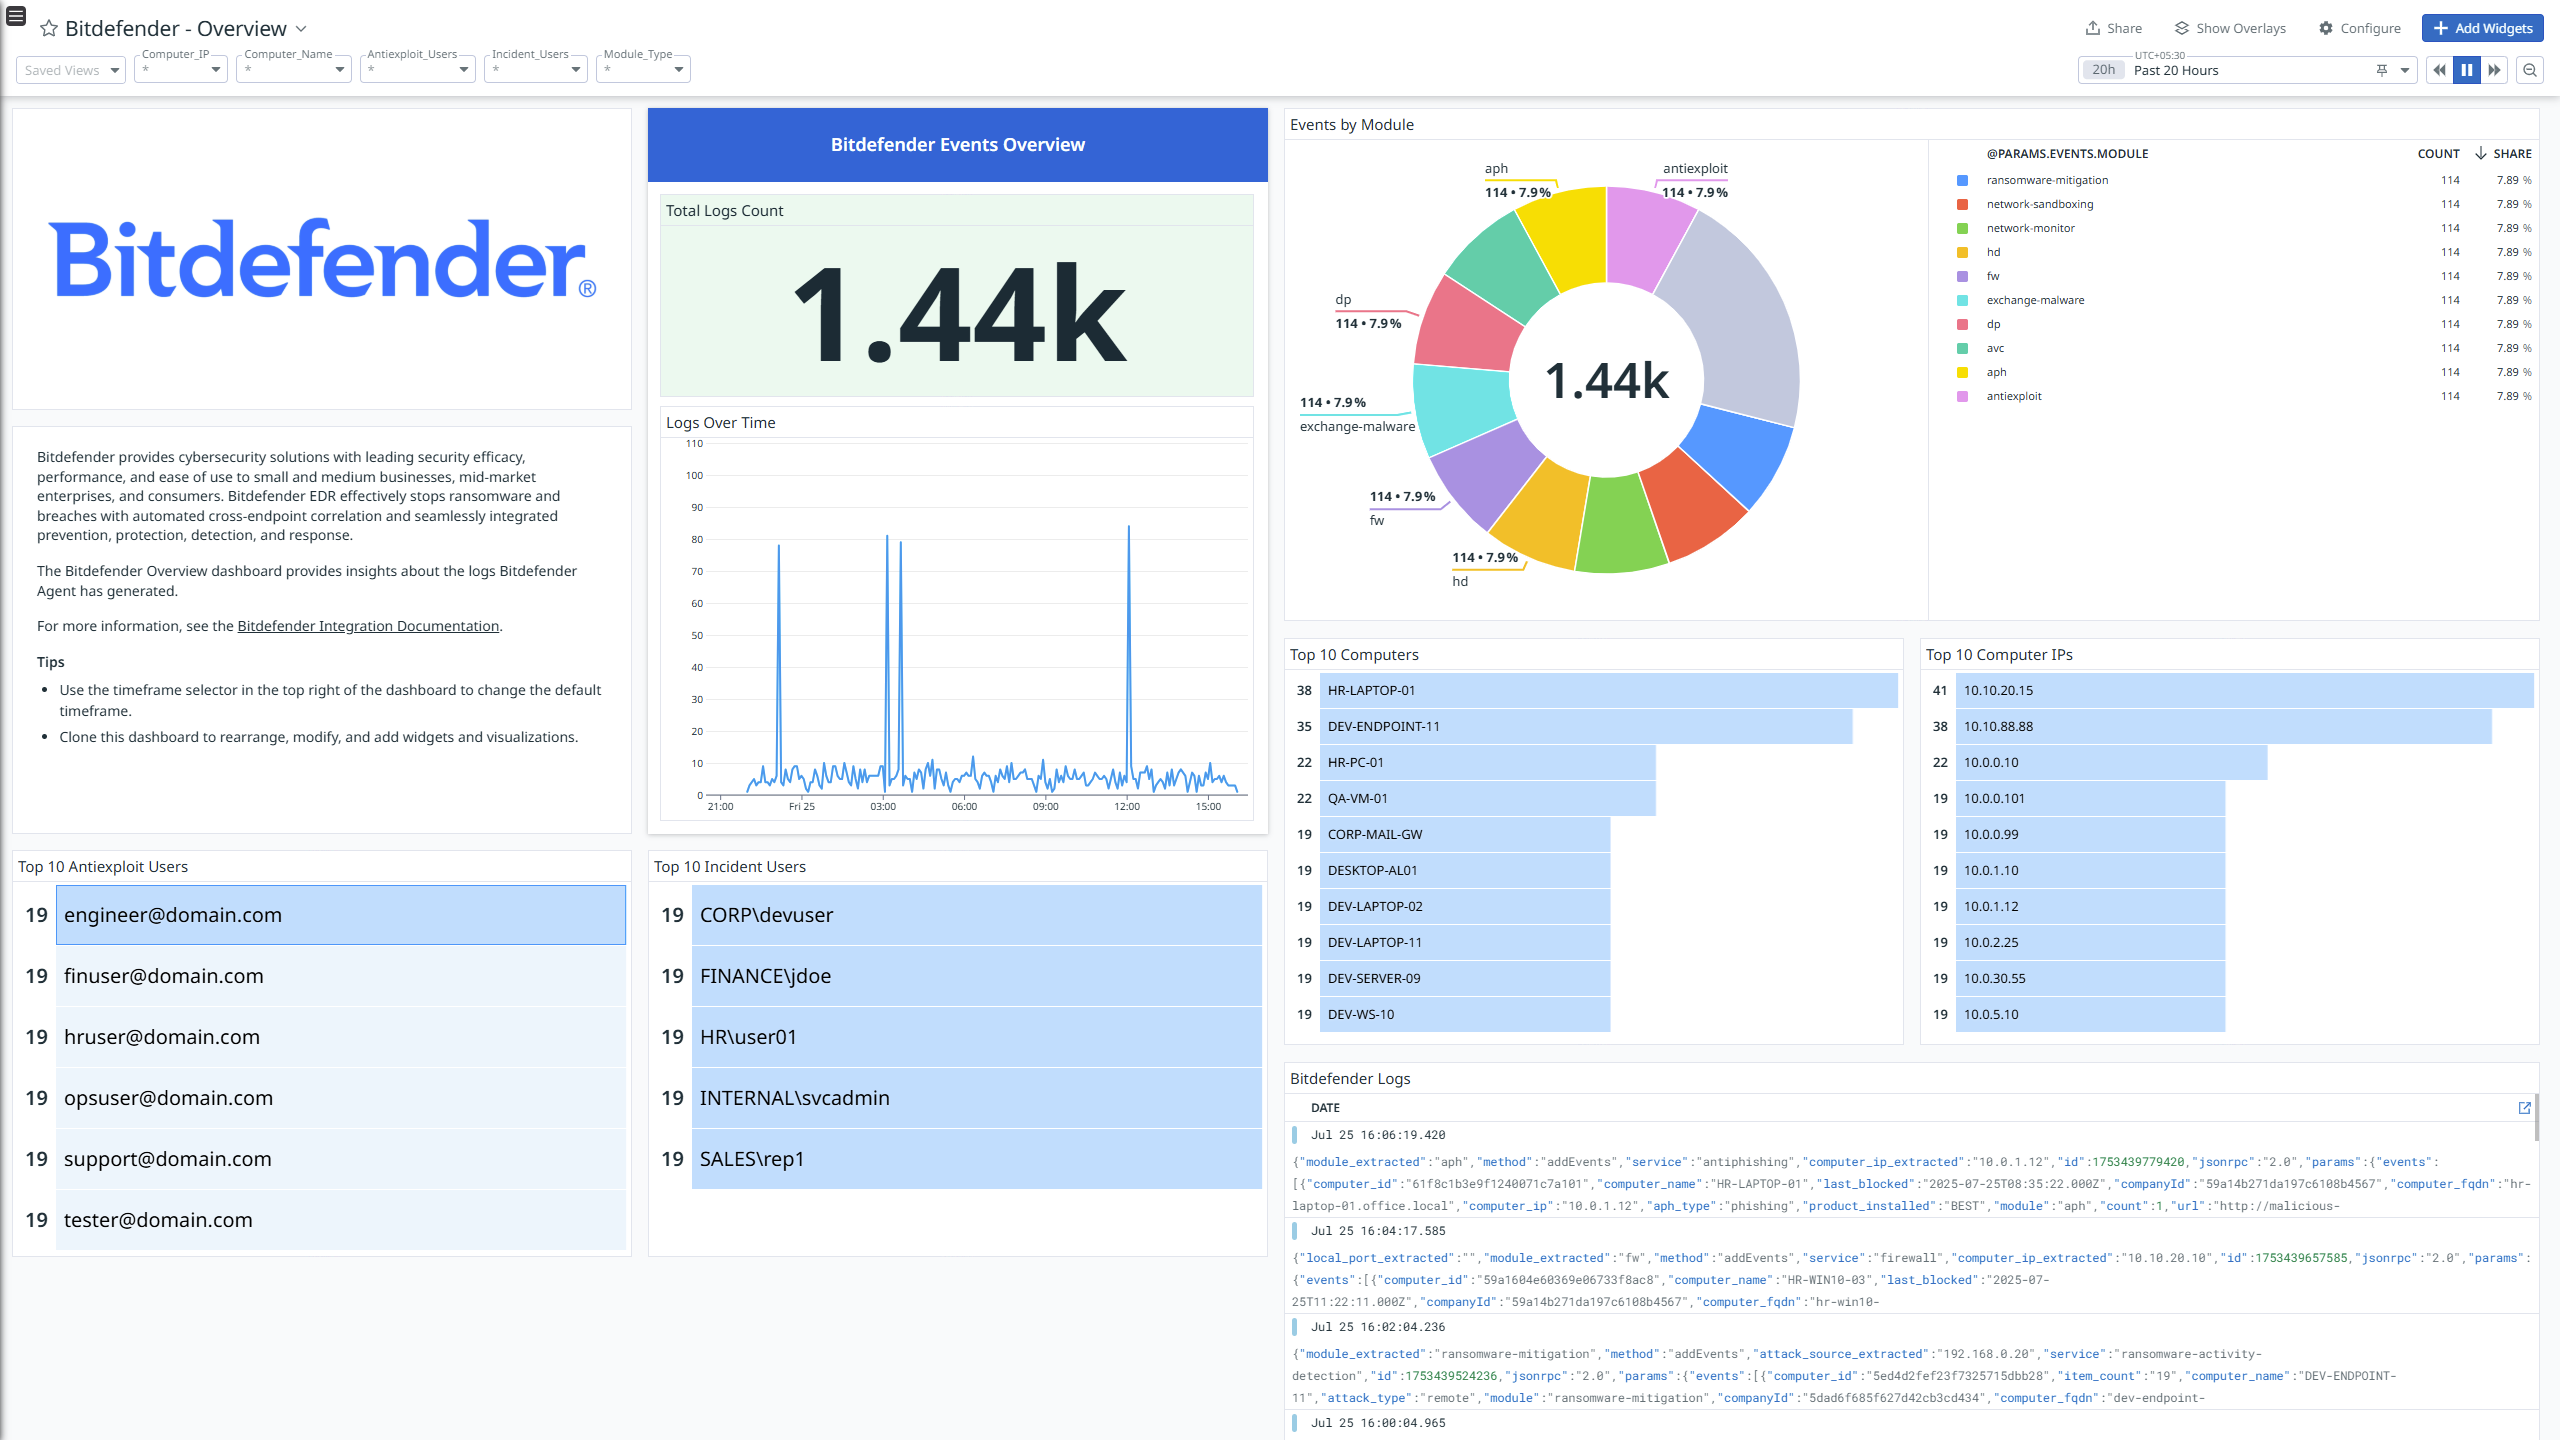 Bitdefender - Overview
Share
Show Overlays
Configure
Add Widgets
Saved Views
Computer_IP
*
Computer_Name
*
Antiexploit_Users
*
Incident_Users
*
Module_Type
*
UTC+05:30
20h Past 20 Hours
Bitdefender®
Bitdefender provides cybersecurity solutions with leading security efficacy,
performance, and ease of use to small and medium businesses, mid-market
enterprises, and consumers. Bitdefender EDR effectively stops ransomware and
breaches with automated cross-endpoint correlation and seamlessly integrated
prevention, protection, detection, and response.
The Bitdefender Overview dashboard provides insights about the logs Bitdefender
Agent has generated.
For more information, see the Bitdefender Integration Documentation.
Tips
• Use the timeframe selector in the top right of the dashboard to change the default
timeframe.
• Clone this dashboard to rearrange, modify, and add widgets and visualizations.
Bitdefender Events Overview
Total Logs Count
1.44k
Logs Over Time
110
100
90
80
70
60
50
40
30
20
10
0
21:00 Fri 25 03:00 06:00 09:00 12:00 15:00
Events by Module
aph
114 • 7.9%
antiexploit
114 • 7.9%
dp
114 • 7.9%
114 • 7.9%
exchange-malware
114 • 7.9%
fw
114 • 7.9%
hd
1.44k
@PARAMS.EVENTS.MODULE COUNT SHARE
ransomware-mitigation 114 7.89 %
network-sandboxing 114 7.89 %
network-monitor 114 7.89 %
hd 114 7.89 %
fw 114 7.89 %
exchange-malware 114 7.89 %
dp 114 7.89 %
avc 114 7.89 %
aph 114 7.89 %
antiexploit 114 7.89 %
Top 10 Computers
38 HR-LAPTOP-01
35 DEV-ENDPOINT-11
22 HR-PC-01
22 QA-VM-01
19 CORP-MAIL-GW
19 DESKTOP-AL01
19 DEV-LAPTOP-02
19 DEV-LAPTOP-11
19 DEV-SERVER-09
19 DEV-WS-10
Top 10 Computer IPs
41 10.10.20.15
38 10.10.88.88
22 10.0.0.10
19 10.0.0.101
19 10.0.0.99
19 10.0.1.10
19 10.0.1.12
19 10.0.2.25
19 10.0.30.55
19 10.0.5.10
Top 10 Antiexploit Users
19 engineer@domain.com
19 finuser@domain.com
19 hruser@domain.com
19 opsuser@domain.com
19 support@domain.com
19 tester@domain.com
Top 10 Incident Users
19 CORP\devuser
19 FINANCE\jdoe
19 HR\user01
19 INTERNAL\svcadmin
19 SALES\rep1
Bitdefender Logs
DATE
Jul 25 16:06:19.420
{"module_extracted":"aph","method":"addEvents","service":"antiphishing","computer_ip_extracted":"10.0.1.12","id":1753439779420,"jsonrpc":"2.0","params":{"events":
[{"computer_id":"61f8c1b3e9f1240071c7a101","computer_name":"HR-LAPTOP-01","last_blocked":"2025-07-25T08:35:22.000Z","companyId":"59a14b271da197c6108b4567","computer_fqdn":"hr-
laptop-01.office.local","computer_ip":"10.0.1.12","aph_type":"phishing","product_installed":"BEST","module":"aph","count":1,"url":"http://malicious-
Jul 25 16:04:17.585
{"local_port_extracted":"","module_extracted":"fw","method":"addEvents","service":"firewall","computer_ip_extracted":"10.10.20.10","id":1753439657585,"jsonrpc":"2.0","params":
{"events":[{"computer_id":"59a1604e60369e06733f8ac8","computer_name":"HR-WIN10-03","last_blocked":"2025-07-
25T11:22:11.000Z","companyId":"59a14b271da197c6108b4567","computer_fqdn":"hr-win10-
Jul 25 16:02:04.236
{"module_extracted":"ransomware-mitigation","method":"addEvents","attack_source_extracted":"192.168.0.20","service":"ransomware-activity-
detection","id":1753439524236,"jsonrpc":"2.0","params":{"events":[{"computer_id":"5ed4d2fef23f7325715dbb28","item_count":"19","computer_name":"DEV-ENDPOINT-
11","attack_type":"remote","module":"ransomware-mitigation","companyId":"5dad6f685f627d42cb3cd434","computer_fqdn":"dev-endpoint-
Jul 25 16:00:04.965